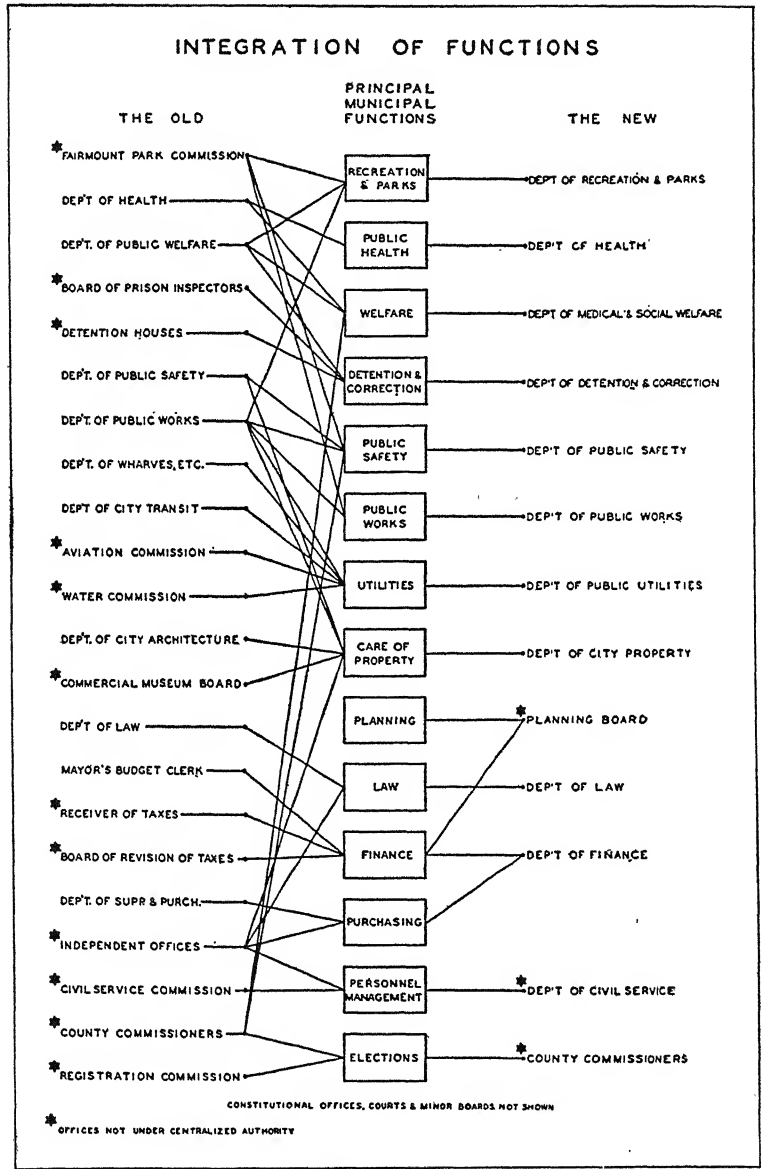 INTEGRATION OF FUNCTIONS
THE OLD
PRINCIPAL
MUNICIPAL
FUNCTIONS
THE NEW
*FAIRMOUNT PARK COMMISSION
DEP'T OF HEALTH
DEP'T. OF PUBLIC WELFARE
*BOARD OF PRISON INSPECTORS
*DETENTION HOUSES
DEP'T. OF PUBLIC SAFETY
DEP'T. OF PUBLIC WORKS
DEP'T. OF WHARVES, ETC.
DEP'T OF CITY TRANSIT
*AVIATION COMMISSION
*WATER COMMISSION
DEP'T. OF CITY ARCHITECTURE
*COMMERCIAL MUSEUM BOARD
DEP'T OF LAW
MAYOR'S BUDGET CLERK
*RECEIVER OF TAXES
*BOARD OF REVISION OF TAXES
DEP'T. OF SUPR & PURCH.
*INDEPENDENT OFFICES
*CIVIL SERVICE COMMISSION
*COUNTY COMMISSIONERS
*REGISTRATION COMMISSION
RECREATION
& PARKS
PUBLIC
HEALTH
WELFARE
DETENTION &
CORRECTION
PUBLIC
SAFETY
PUBLIC
WORKS
UTILITIES
CARE OF
PROPERTY
PLANNING
LAW
FINANCE
PURCHASING
PERSONNEL
MANAGEMENT
ELECTIONS
DEP'T OF RECREATION & PARKS
DEP'T OF HEALTH
DEP'T OF MEDICAL & SOCIAL WELFARE
DEP'T OF DETENTION & CORRECTION
DEP'T OF PUBLIC SAFETY
DEP'T OF PUBLIC WORKS
DEP'T OF PUBLIC UTILITIES
DEP'T OF CITY PROPERTY
*PLANNING BOARD
DEP'T OF LAW
DEP'T OF FINANCE
*DEP'T OF CIVIL SERVICE
*COUNTY COMMISSIONERS
CONSTITUTIONAL OFFICES, COURTS & MINOR BOARDS NOT SHOWN
*OFFICES NOT UNDER CENTRALIZED AUTHORITY